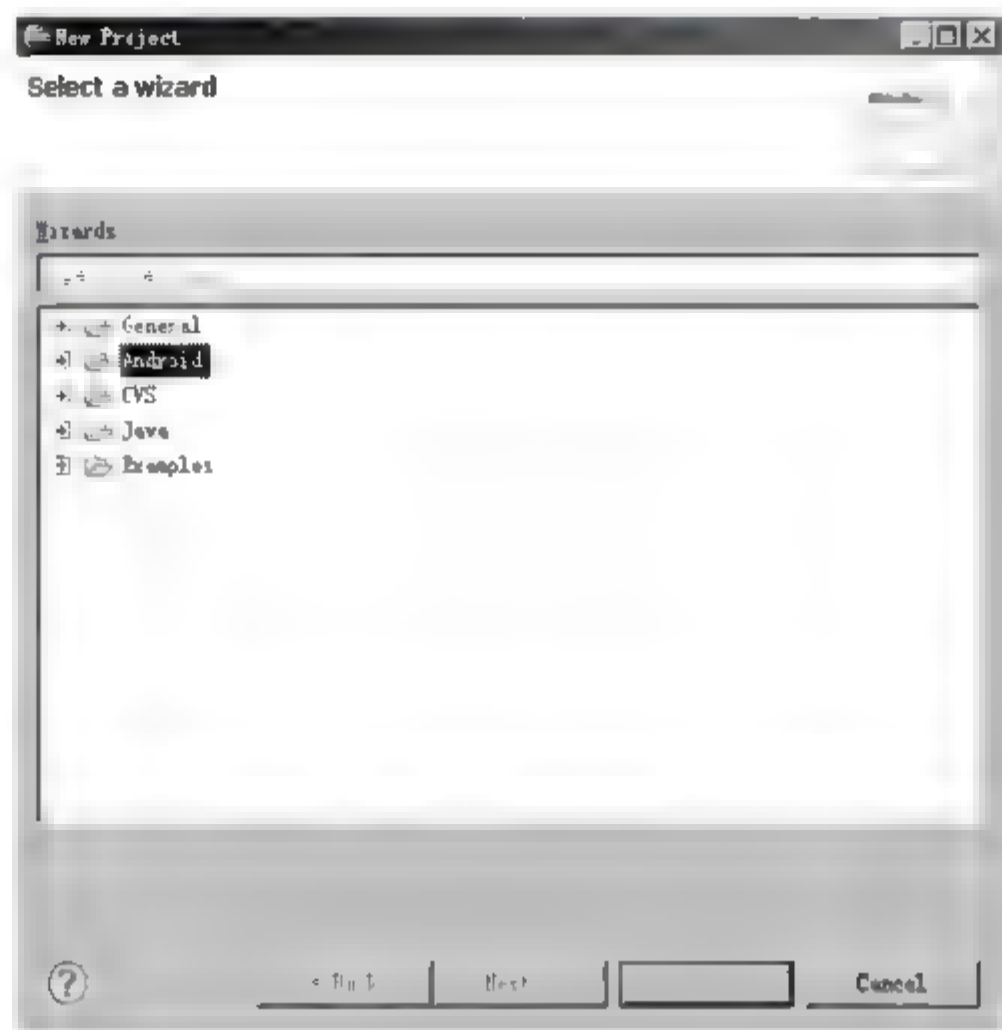 New Project
Select a wizard
Wizards
General
Android
CVS
Java
Examples
Next
Cancel